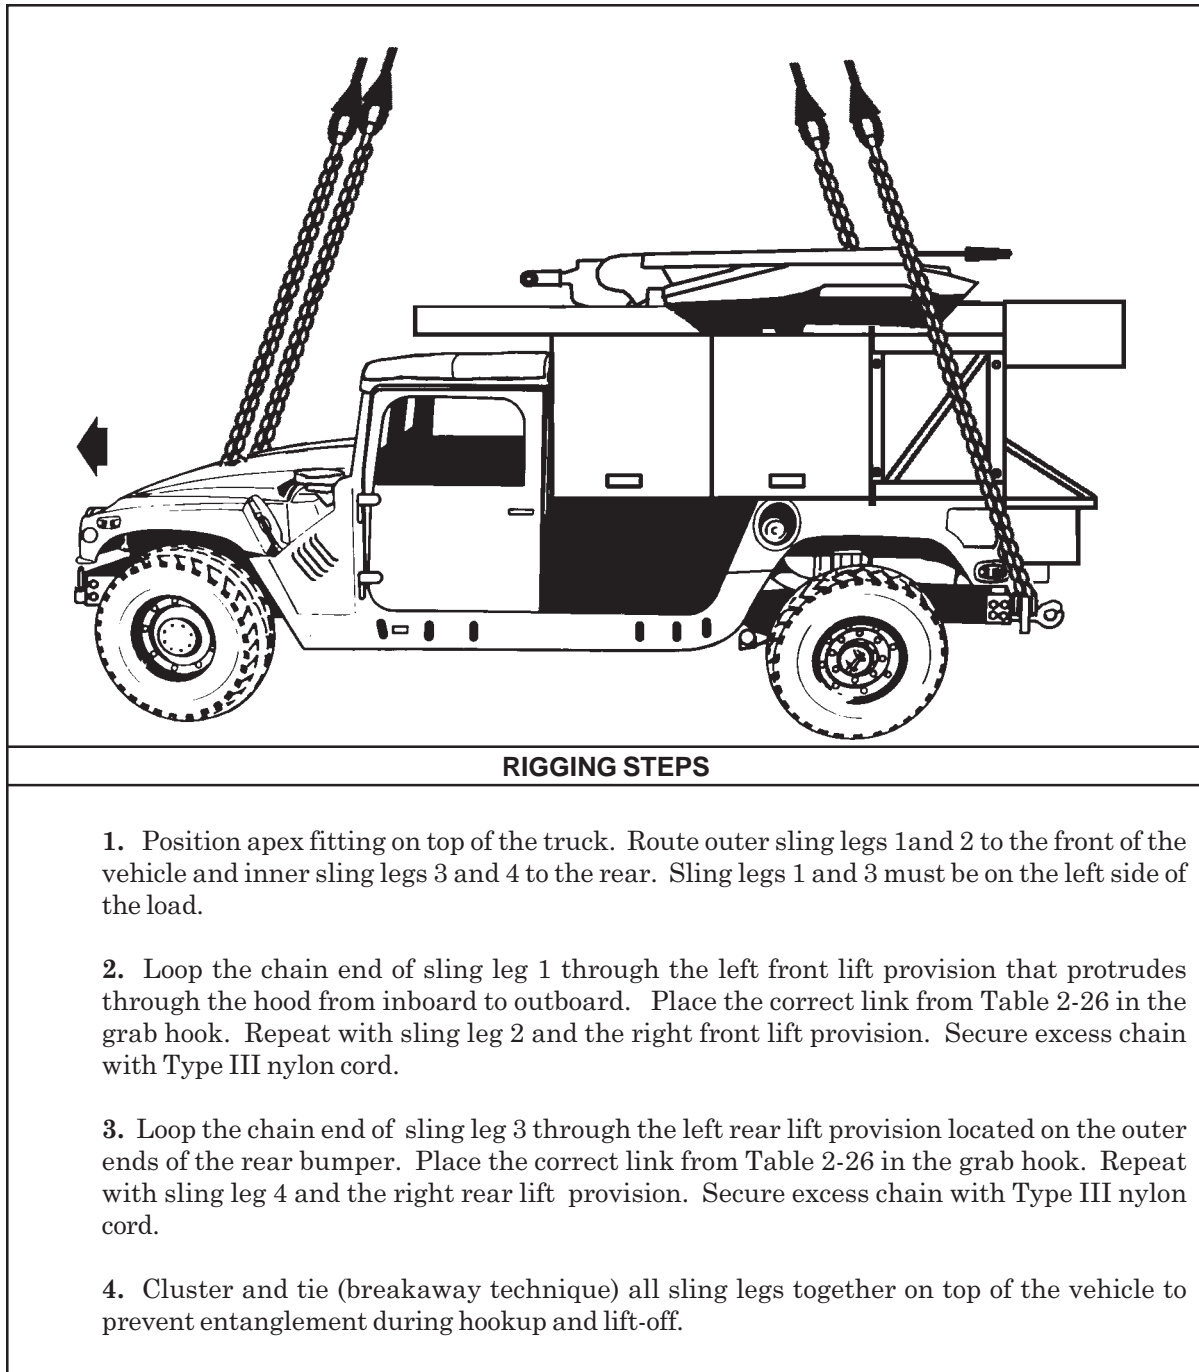 RIGGING STEPS
1. Position apex fitting on top of the truck. Route outer sling legs 1and 2 to the front of the
vehicle and inner sling legs 3 and 4 to the rear. Sling legs 1 and 3 must be on the left side of
the load.
2. Loop the chain end of sling leg 1 through the left front lift provision that protrudes
through the hood from inboard to outboard. Place the correct link from Table 2-26 in the
grab hook. Repeat with sling leg 2 and the right front lift provision. Secure excess chain
with Type III nylon cord.
3. Loop the chain end of sling leg 3 through the left rear lift provision located on the outer
ends of the rear bumper. Place the correct link from Table 2-26 in the grab hook. Repeat
with sling leg 4 and the right rear lift provision. Secure excess chain with Type III nylon
cord.
4. Cluster and tie (breakaway technique) all sling legs together on top of the vehicle to
prevent entanglement during hookup and lift-off.